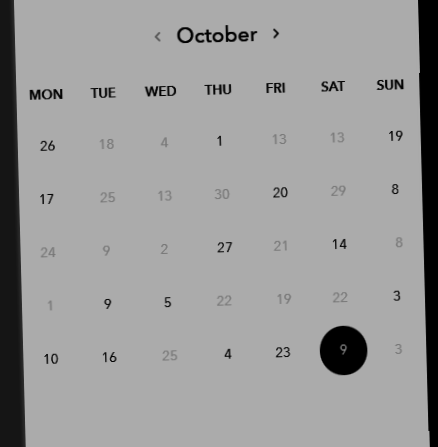 ‹ October ›
MON TUE WED THU FRI SAT SUN
26 18 4 1 13 13 19
17 25 13 30 20 29 8
24 9 2 27 21 14 8
1 9 5 22 19 22 3
10 16 25 4 23 9 3